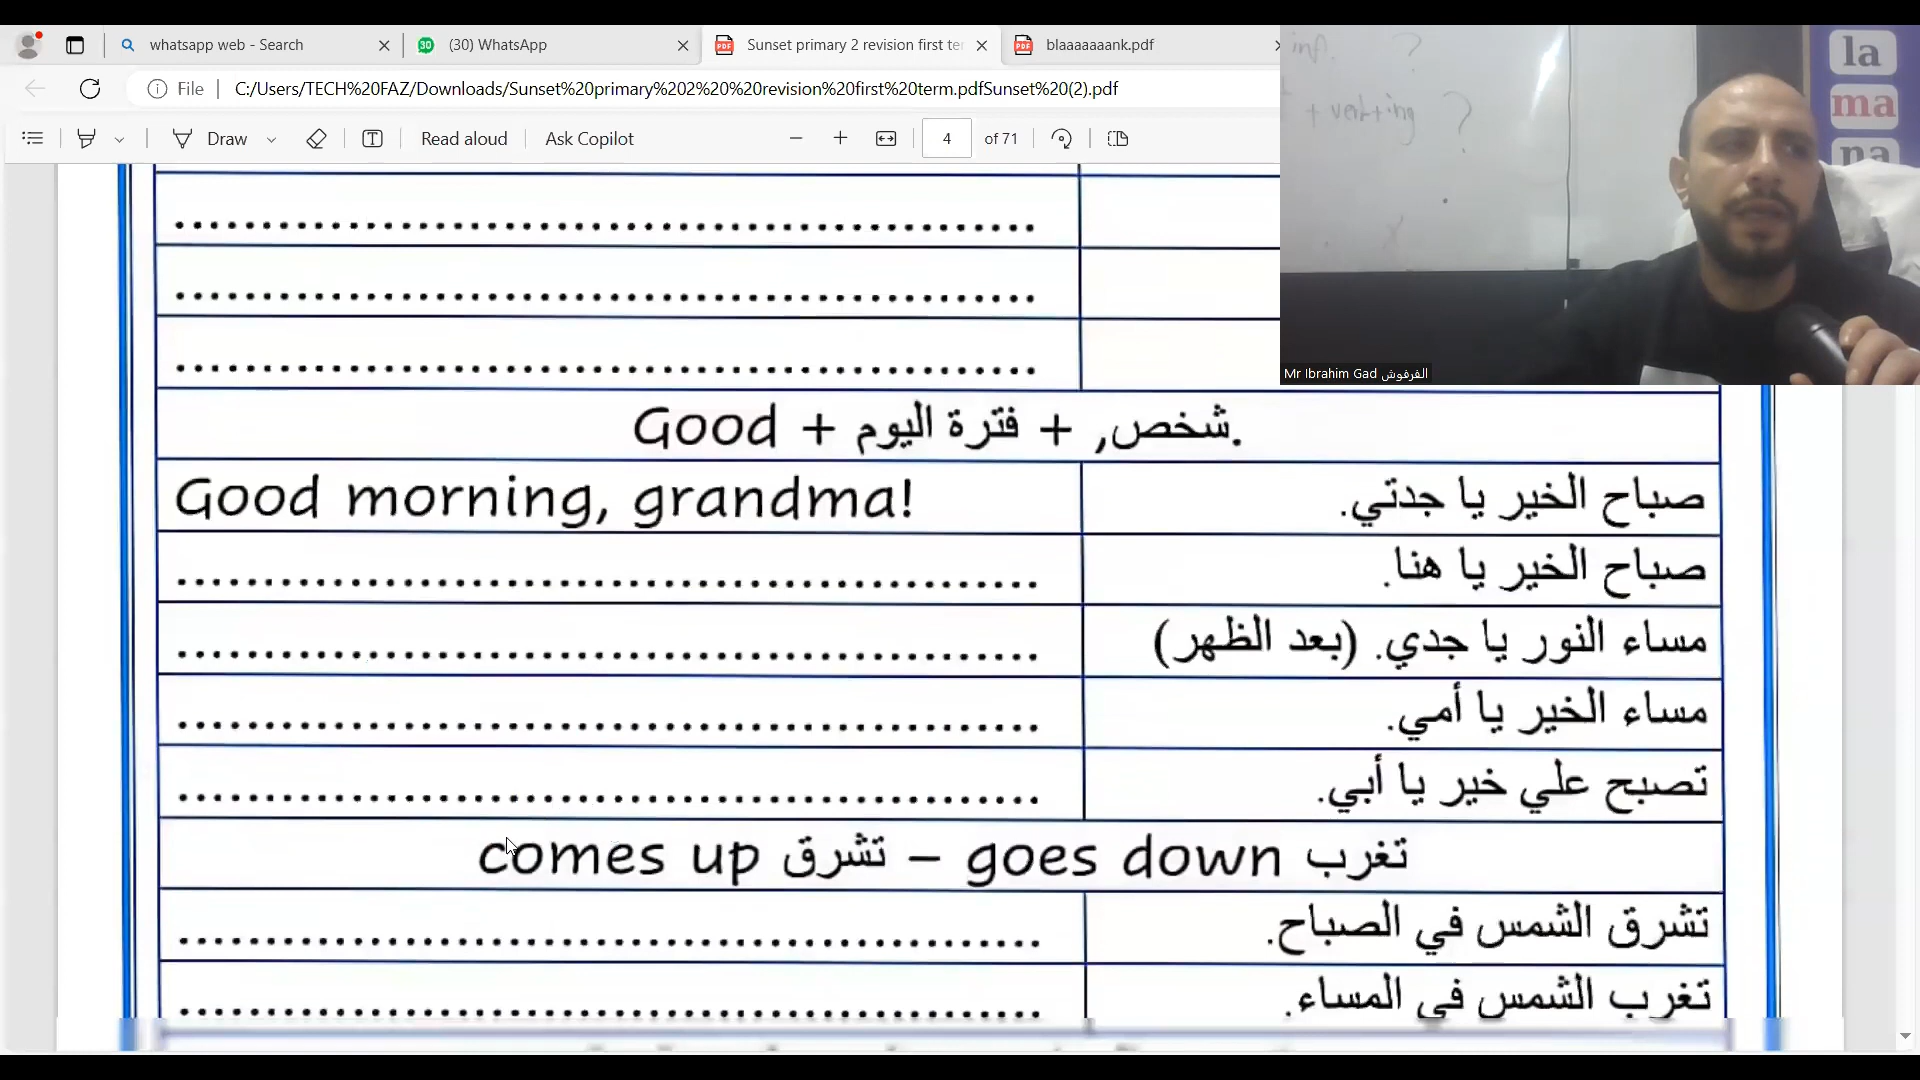 whatsapp web - Search
(30) WhatsApp
Sunset primary 2 revision first te
blaaaaaaank.pdf
File
C:/Users/TECH%20FAZ/Downloads/Sunset%20primary%202%20%20revision%20first%20term.pdfSunset%20(2).pdf
Draw
Read aloud
Ask Copilot
4
of 71
inf. ?
+ verb+ing ?
la
ma
na
Mr Ibrahim Gad الفرفوش
Good + فترة اليوم + ,شخص.
Good morning, grandma!
صباح الخير يا جدتي.
صباح الخير يا هنا.
مساء النور يا جدي. (بعد الظهر)
مساء الخير يا أمي.
تصبح علي خير يا أبي.
comes up تشرق – goes down تغرب
تشرق الشمس في الصباح.
تغرب الشمس في المساء.